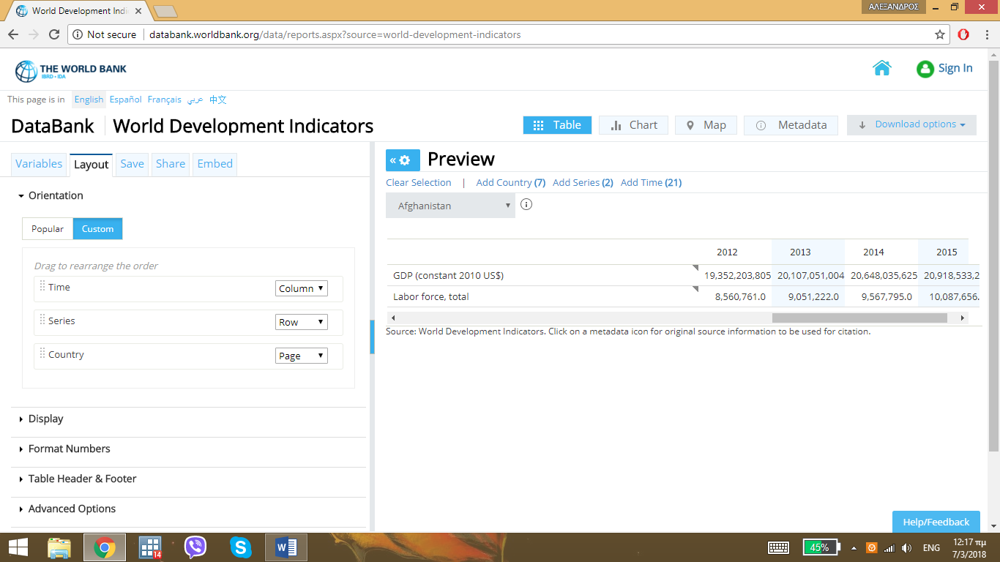 World Development Indi
ΑΛΕΞΑΝΔΡΟΣ
Not secure databank.worldbank.org/data/reports.aspx?source=world-development-indicators
THE WORLD BANK
IBRD • IDA
Sign In
This page is in English Español Français عربي 中文
DataBank World Development Indicators
Table Chart Map Metadata Download options
Variables Layout Save Share Embed
« Preview
Clear Selection | Add Country (7) Add Series (2) Add Time (21)
Orientation
Afghanistan
Popular Custom
Drag to rearrange the order
Time Column
Series Row
Country Page
2012 2013 2014 2015
GDP (constant 2010 US$) 19,352,203,805 20,107,051,004 20,648,035,625 20,918,533,2
Labor force, total 8,560,761.0 9,051,222.0 9,567,795.0 10,087,656.
Source: World Development Indicators. Click on a metadata icon for original source information to be used for citation.
Display
Format Numbers
Table Header & Footer
Advanced Options
Help/Feedback
14
45%
ENG
12:17 πμ
7/3/2018